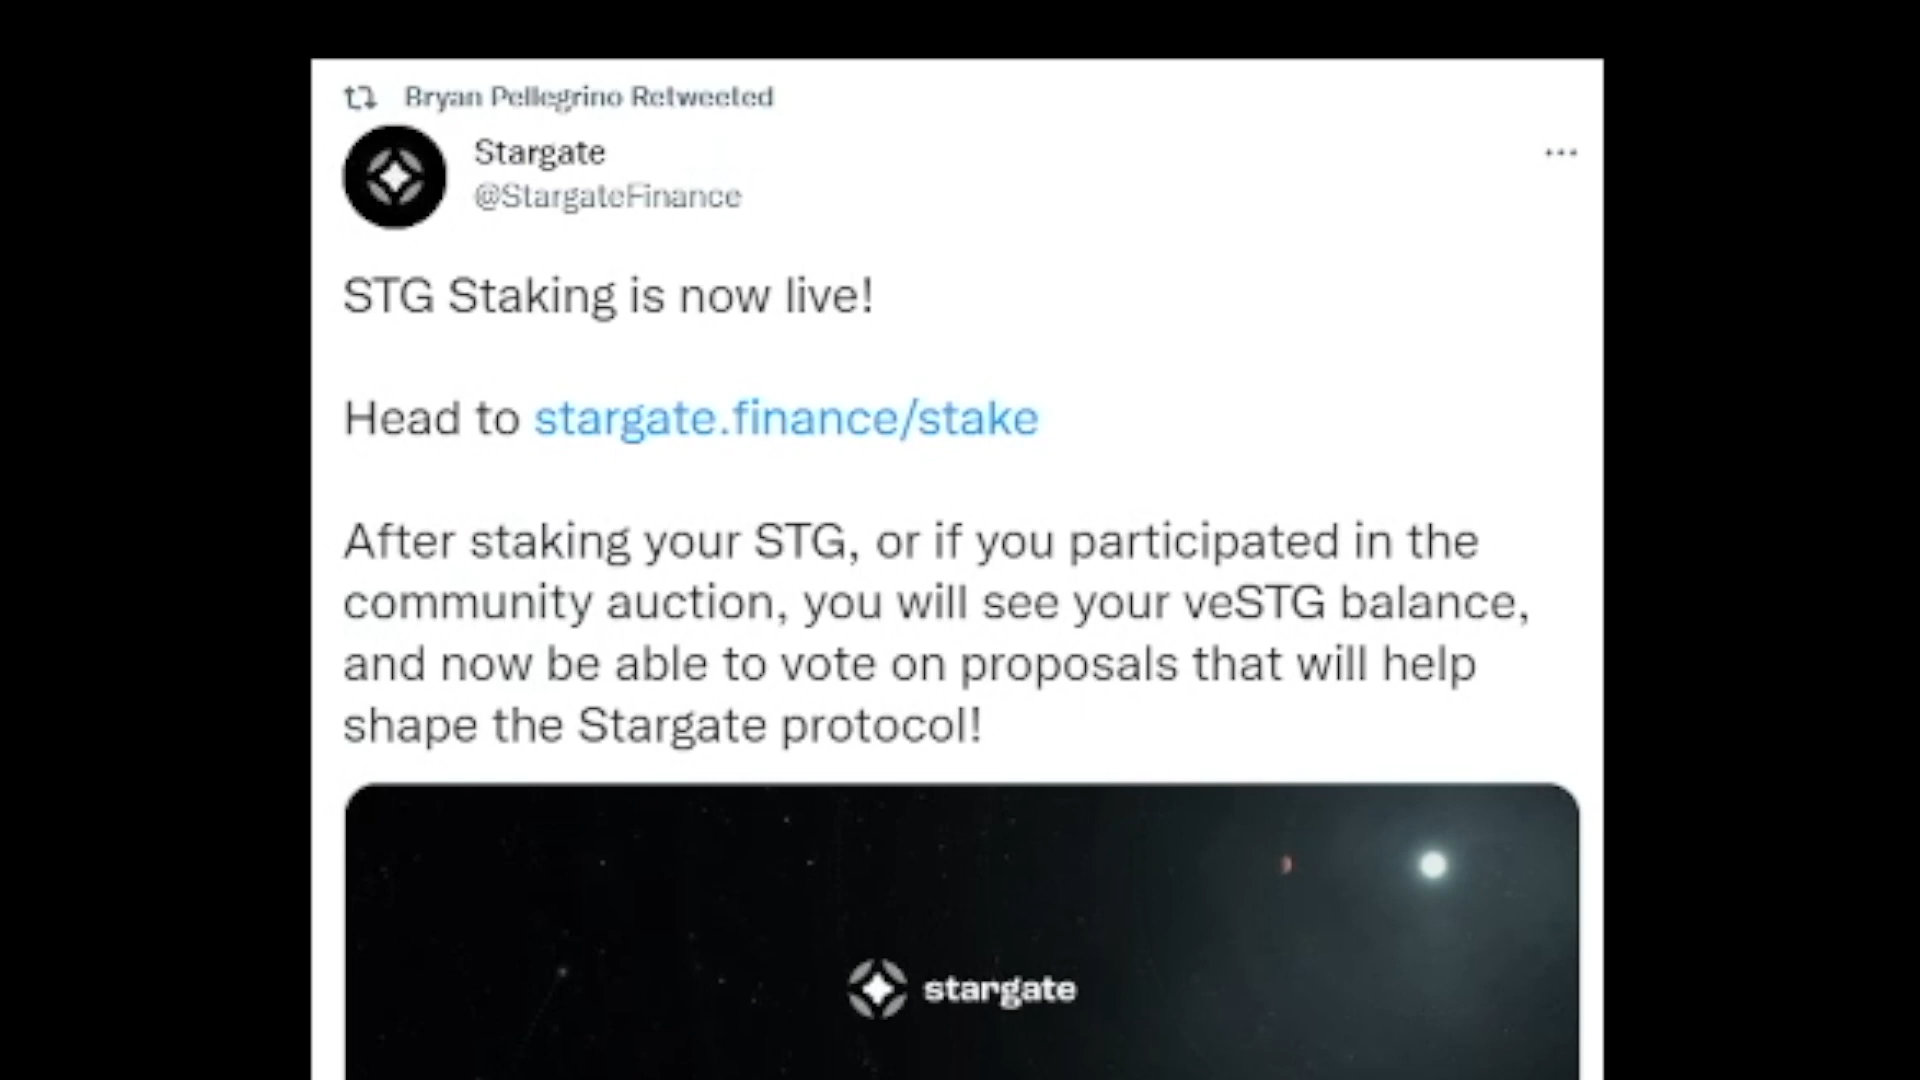 Bryan Pellegrino Retweeted
Stargate
@StargateFinance
STG Staking is now live!
Head to stargate.finance/stake
After staking your STG, or if you participated in the
community auction, you will see your veSTG balance,
and now be able to vote on proposals that will help
shape the Stargate protocol!
stargate